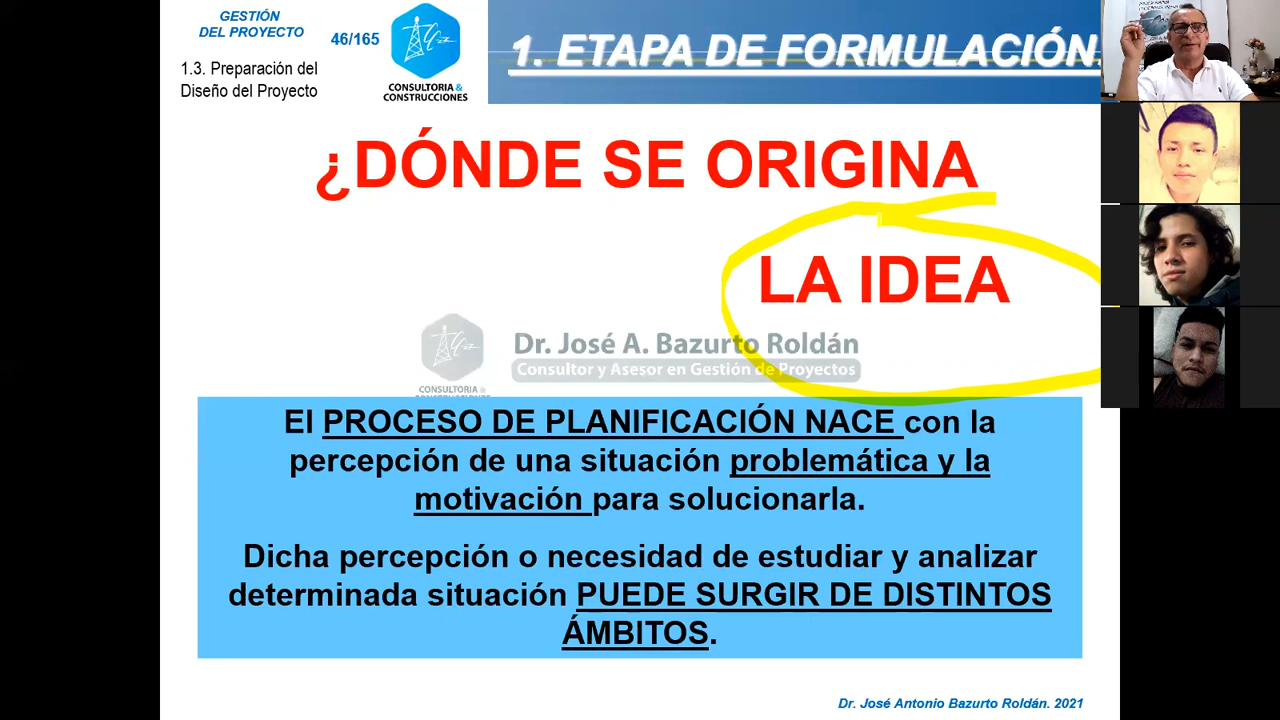 GESTIÓN
DEL PROYECTO
46/165
1.3. Preparación del
Diseño del Proyecto
CONSULTORIA &
CONSTRUCCIONES
1. ETAPA DE FORMULACIÓN.
¿DÓNDE SE ORIGINA
LA IDEA
Dr. José A. Bazurto Roldán
Consultor y Asesor en Gestión de Proyectos
CONSULTORIA &
El PROCESO DE PLANIFICACIÓN NACE con la
percepción de una situación problemática y la
motivación para solucionarla.
Dicha percepción o necesidad de estudiar y analizar
determinada situación PUEDE SURGIR DE DISTINTOS
ÁMBITOS.
Dr. José Antonio Bazurto Roldán. 2021